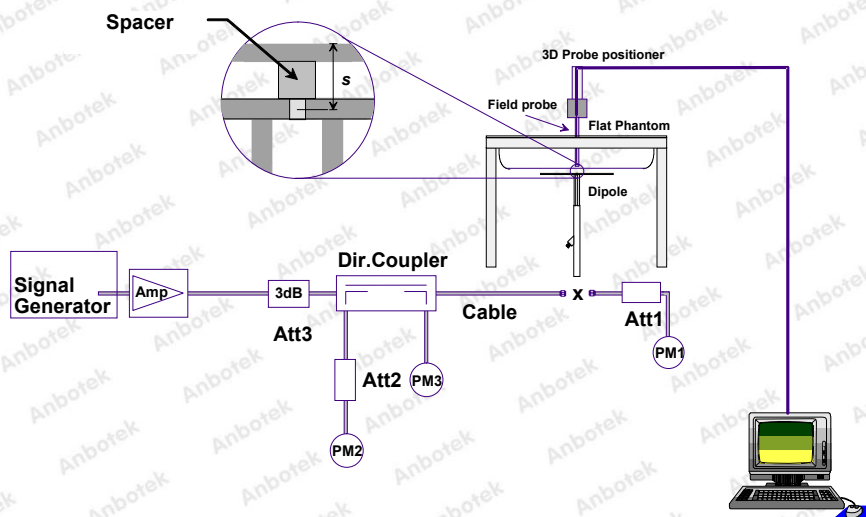 Spacer
s
3D Probe positioner
Field probe
Flat Phantom
Dipole
Signal
Generator
Amp
3dB
Att3
Dir.Coupler
Cable
x
Att1
PM1
Att2
PM3
PM2
Anbotek